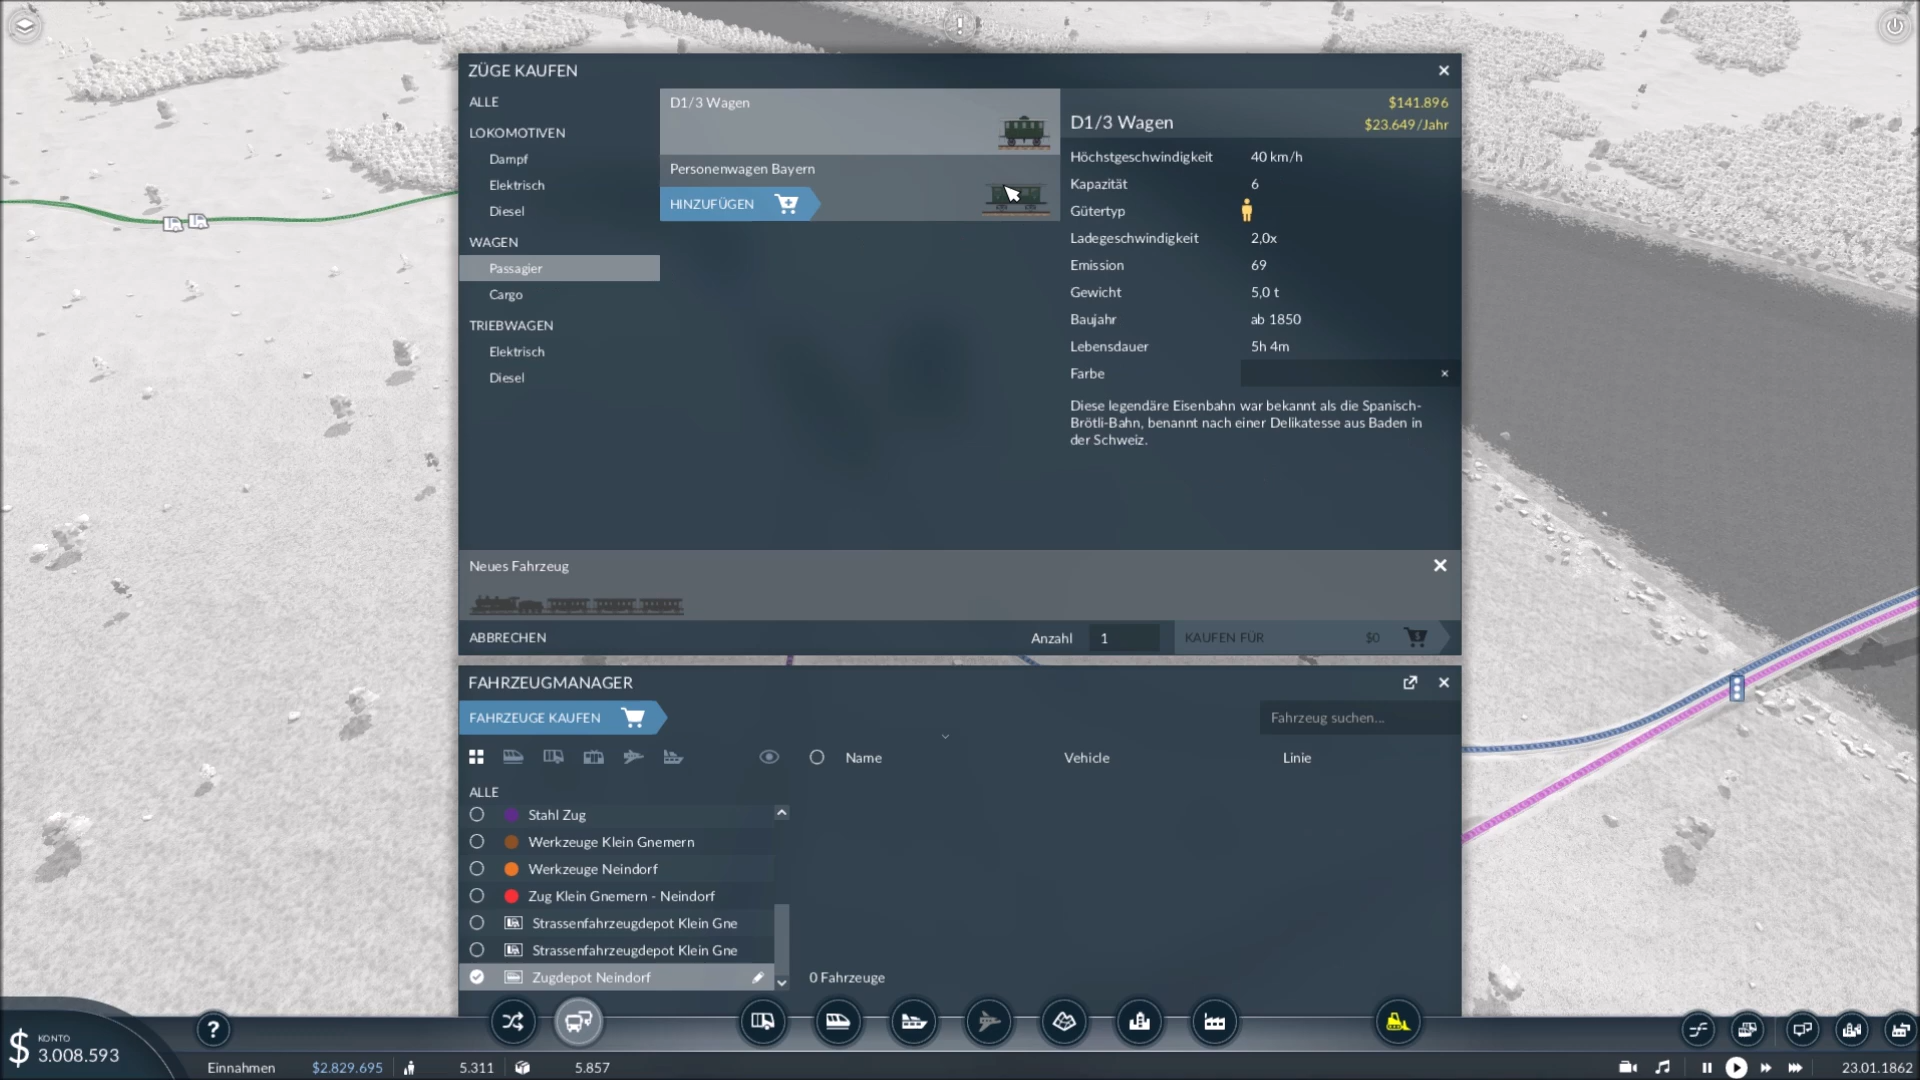 ZÜGE KAUFEN
ALLE
LOKOMOTIVEN
Dampf
Elektrisch
Diesel
WAGEN
Passagier
Cargo
TRIEBWAGEN
Elektrisch
Diesel
D1/3 Wagen
Personenwagen Bayern
HINZUFÜGEN
$141.896
D1/3 Wagen
$23.649/Jahr
Höchstgeschwindigkeit 40 km/h
Kapazität 6
Gütertyp
Ladegeschwindigkeit 2,0x
Emission 69
Gewicht 5,0 t
Baujahr ab 1850
Lebensdauer 5h 4m
Farbe
Diese legendäre Eisenbahn war bekannt als die Spanisch-
Brötli-Bahn, benannt nach einer Delikatesse aus Baden in
der Schweiz.
Neues Fahrzeug
ABBRECHEN
Anzahl 1
KAUFEN FÜR $0
FAHRZEUGMANAGER
FAHRZEUGE KAUFEN
Fahrzeug suchen...
Name Vehicle Linie
ALLE
Stahl Zug
Werkzeuge Klein Gnemern
Werkzeuge Neindorf
Zug Klein Gnemern - Neindorf
Strassenfahrzeugdepot Klein Gne
Strassenfahrzeugdepot Klein Gne
Zugdepot Neindorf
0 Fahrzeuge
KONTO
$ 3.008.593
?
Einnahmen $2.829.695 5.311 5.857
23.01.1862